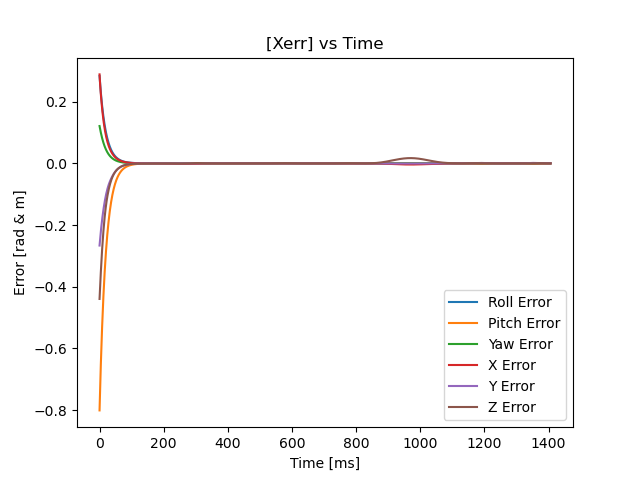 [Xerr] vs Time
Error [rad & m]
0.2
0.0
−0.2
−0.4
−0.6
−0.8
0 200 400 600 800 1000 1200 1400
Time [ms]
Roll Error
Pitch Error
Yaw Error
X Error
Y Error
Z Error